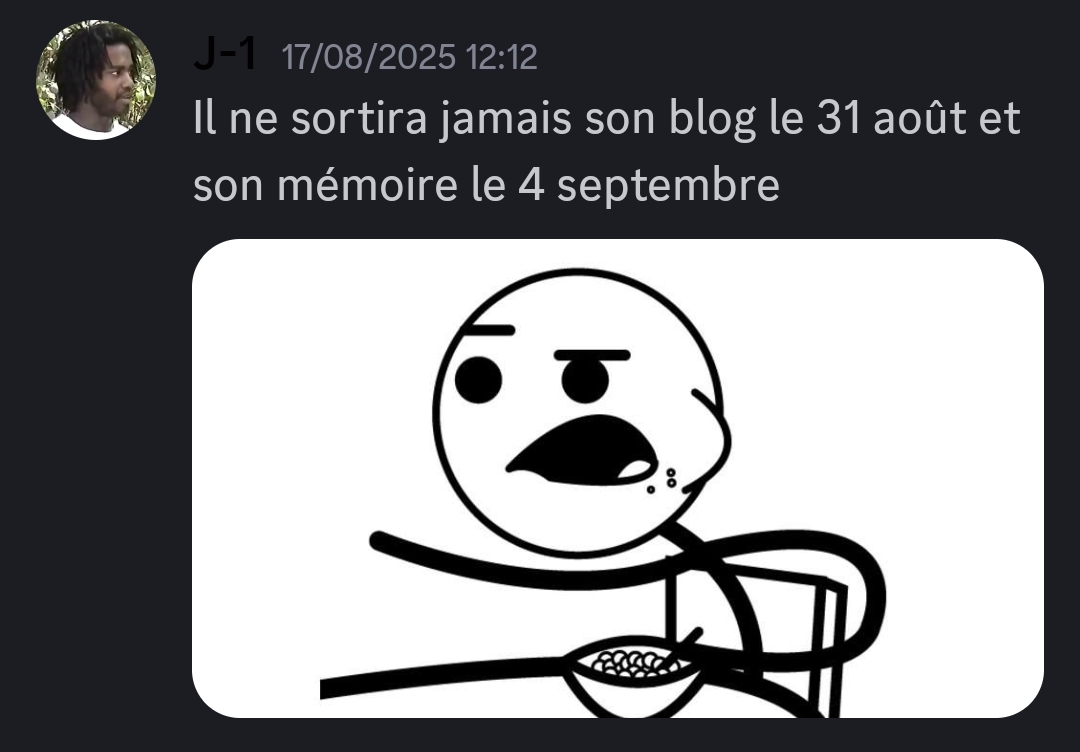 J-1 17/08/2025 12:12
Il ne sortira jamais son blog le 31 août et
son mémoire le 4 septembre